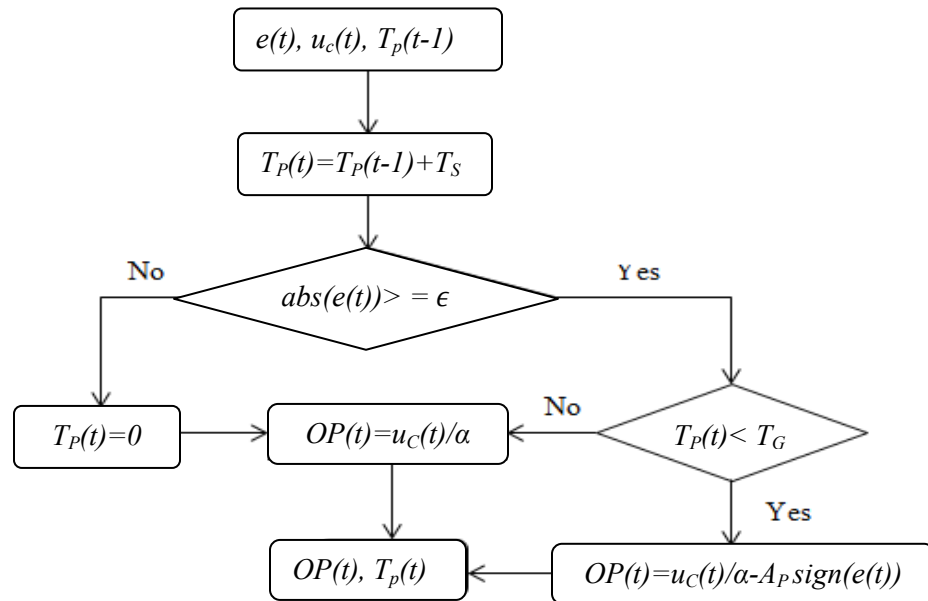 e(t), u_c(t), T_p(t-1)
T_P(t)=T_P(t-1)+T_S
No
Yes
abs(e(t))> = ϵ
T_P(t)=0
OP(t)=u_C(t)/α
No
T_P(t)< T_G
Yes
OP(t), T_p(t)
OP(t)=u_C(t)/α-A_P sign(e(t))